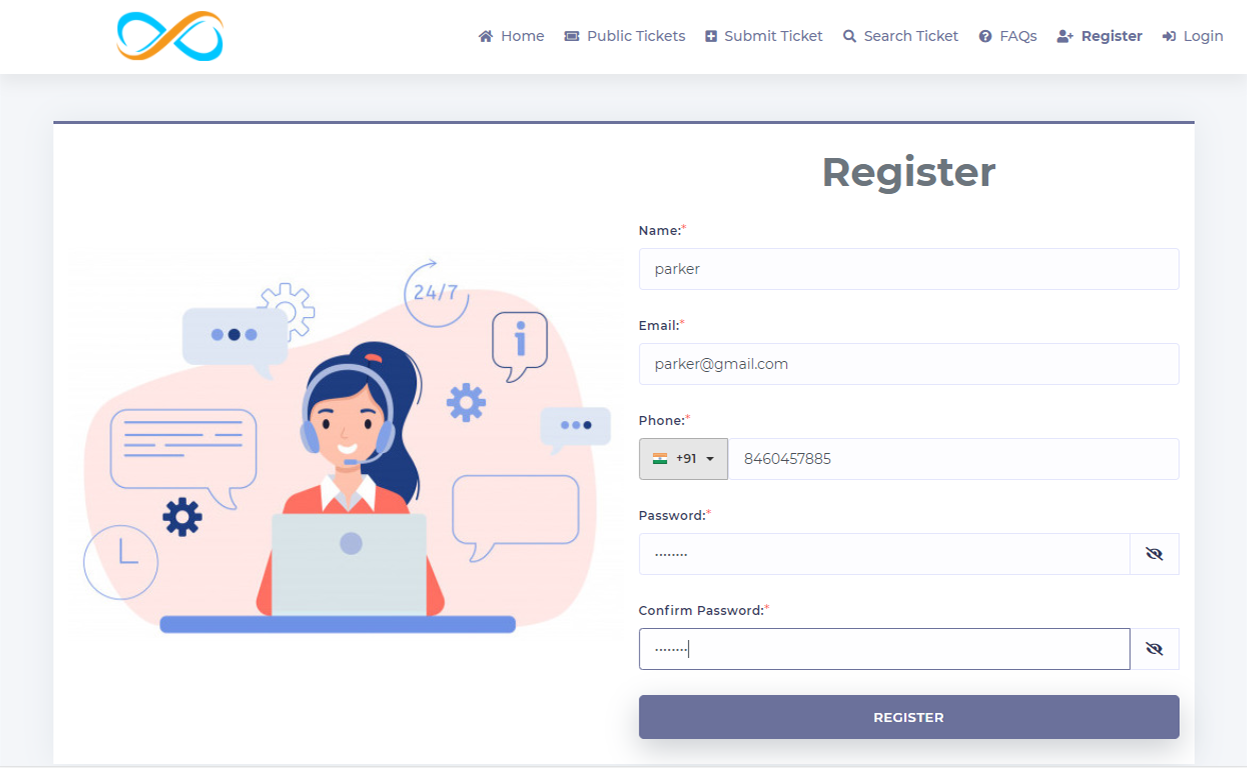 Home Public Tickets Submit Ticket Search Ticket FAQs Register Login
Register
Name:*
parker
Email:*
parker@gmail.com
Phone:*
+91 8460457885
Password:*
········
Confirm Password:*
········
REGISTER
24/7
i